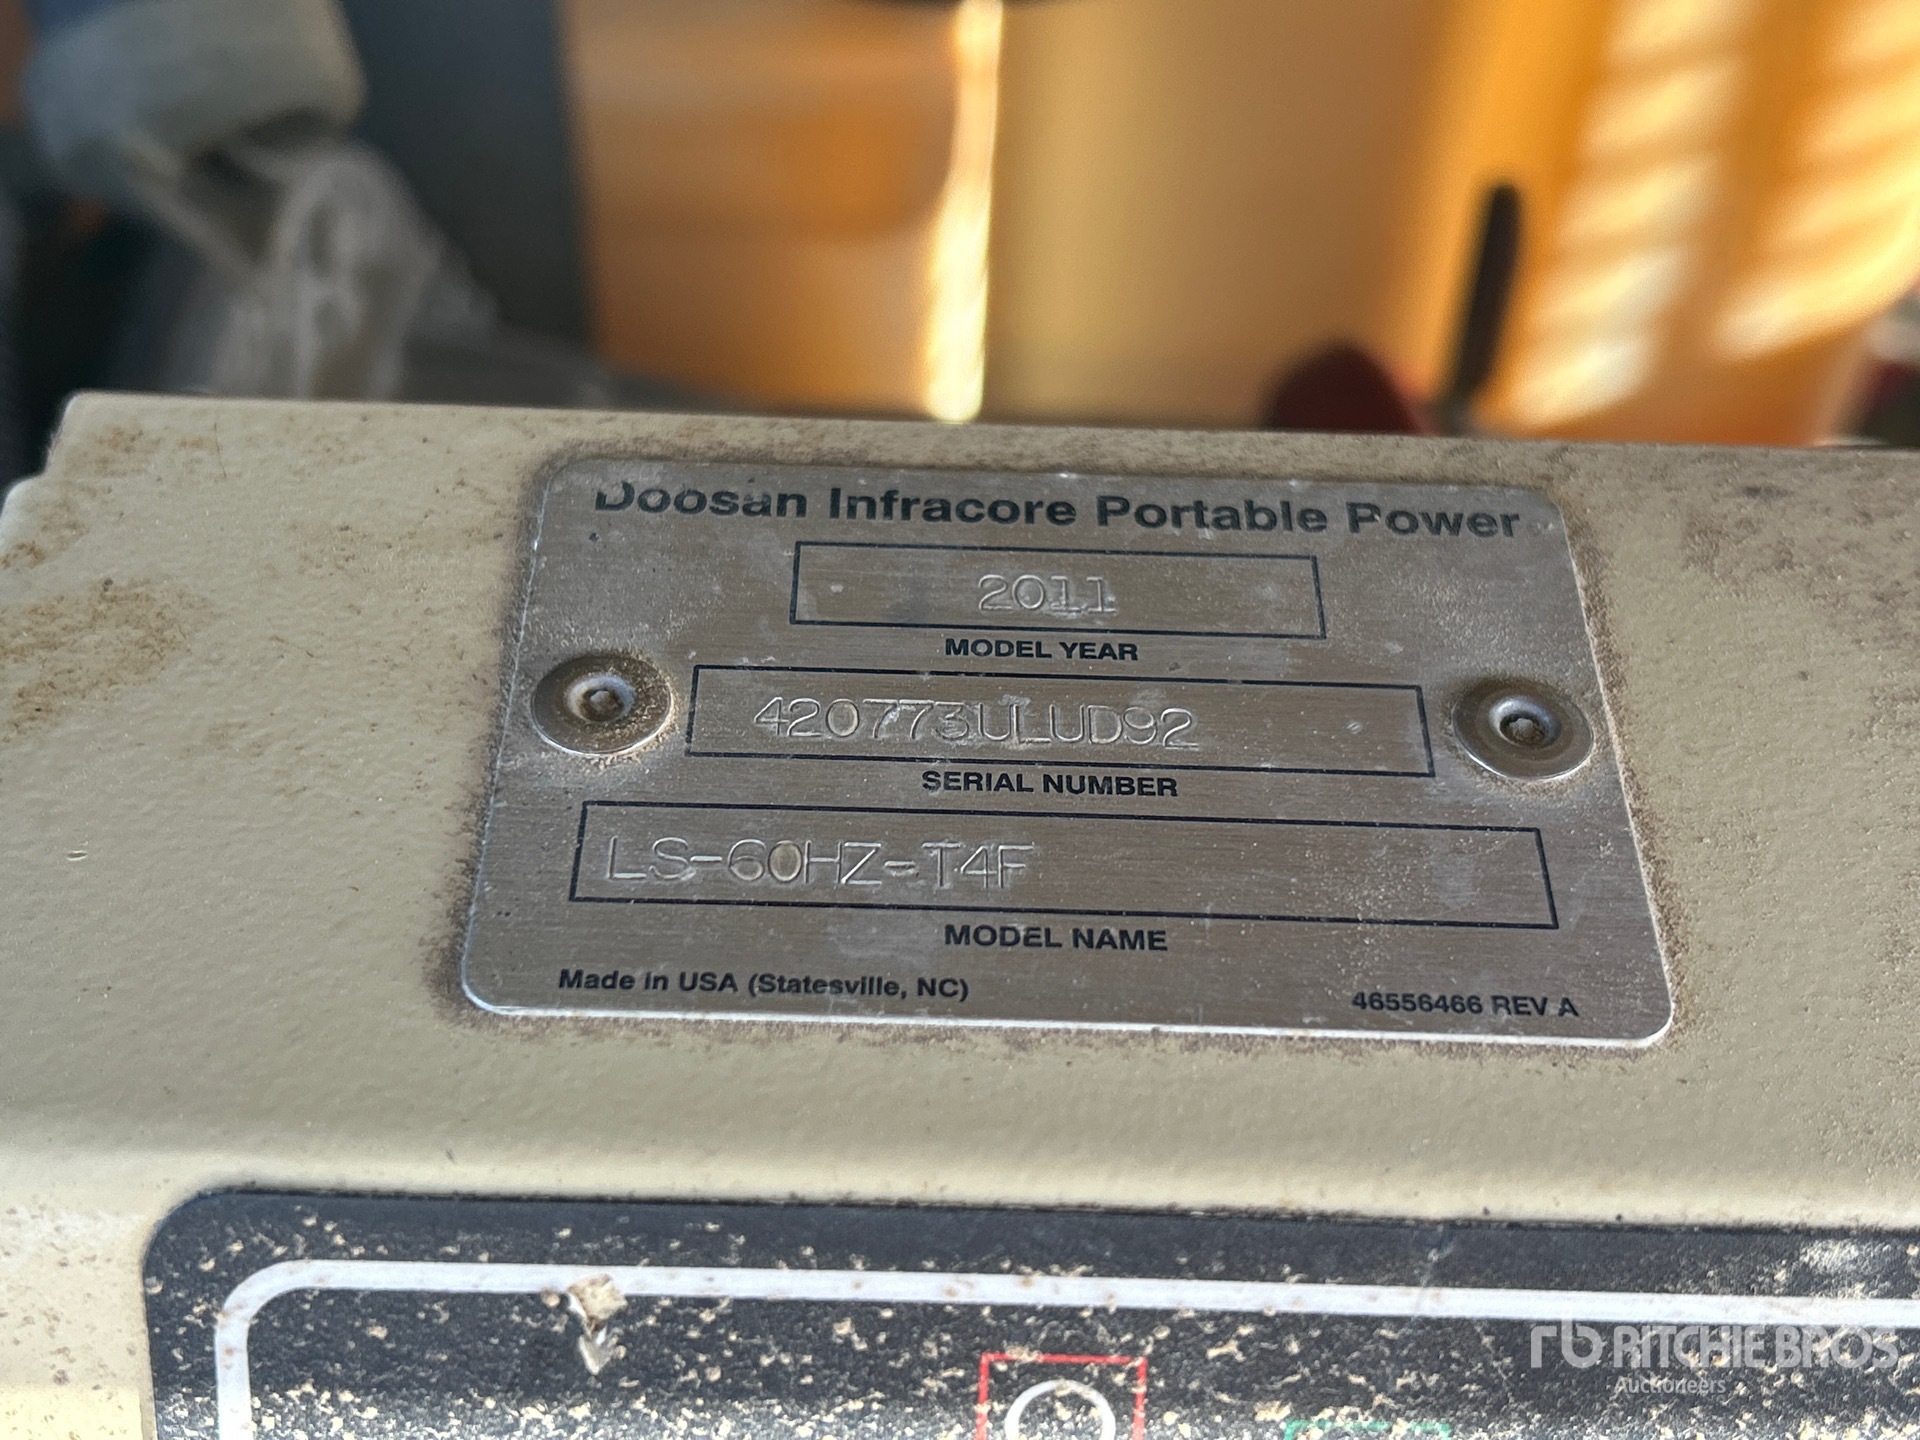 Doosan Infracore Portable Power
2011
MODEL YEAR
420773ULUD92
SERIAL NUMBER
LS-60HZ-T4F
MODEL NAME
Made in USA (Statesville, NC)
46556466 REV A
rb RITCHIE BROS
Auctioneers